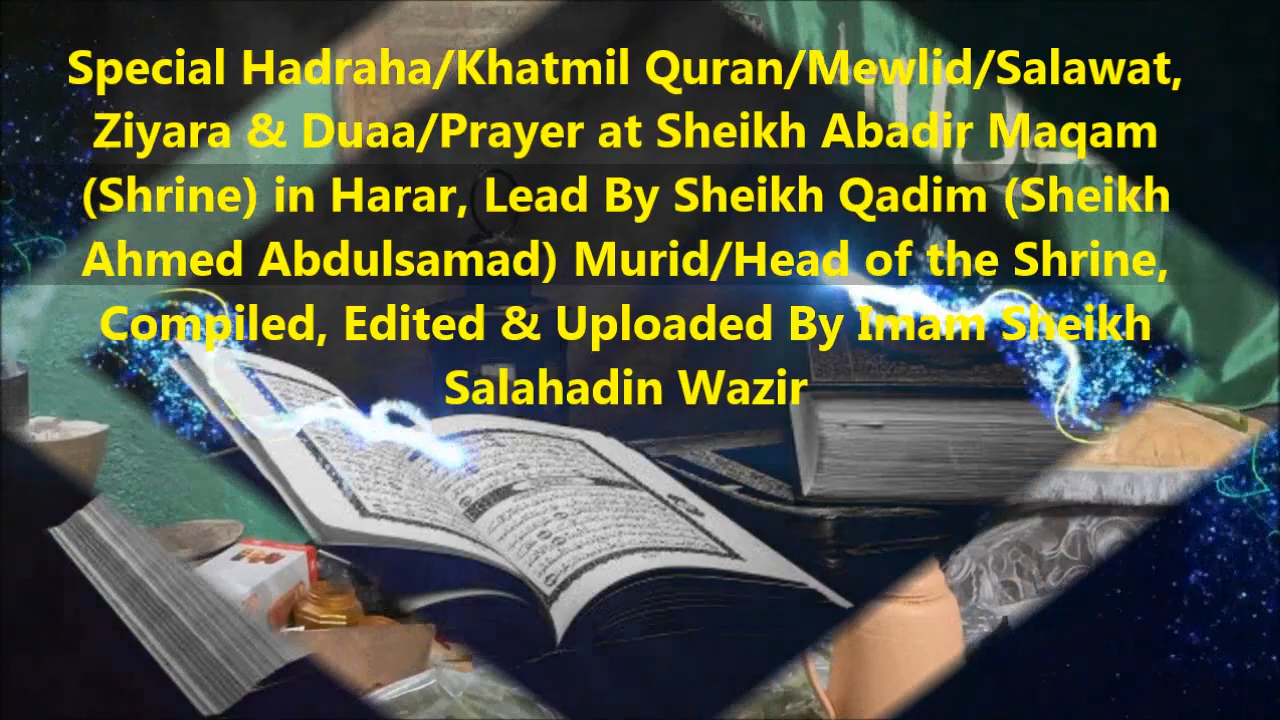 Special Hadraha/Khatmil Quran/Mewlid/Salawat,
Ziyara & Duaa/Prayer at Sheikh Abadir Maqam
(Shrine) in Harar, Lead By Sheikh Qadim (Sheikh
Ahmed Abdulsamad) Murid/Head of the Shrine,
Compiled, Edited & Uploaded By Imam Sheikh
Salahadin Wazir